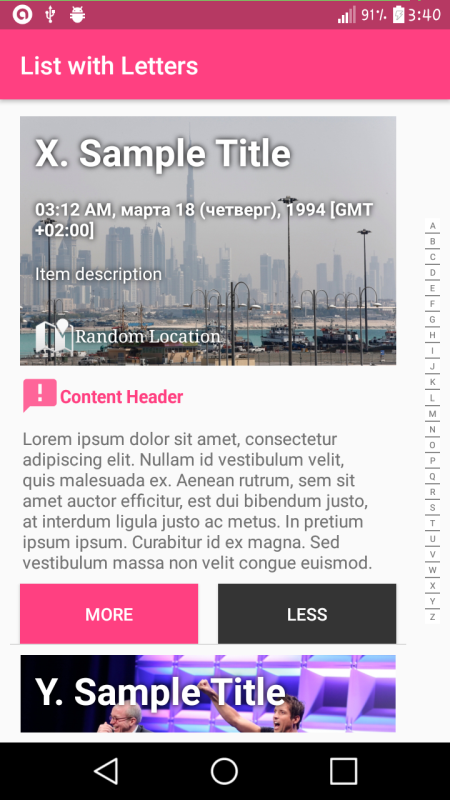 91% 3:40
List with Letters
X. Sample Title
03:12 AM, марта 18 (четверг), 1994 [GMT
+02:00]
Item description
Random Location
Content Header
Lorem ipsum dolor sit amet, consectetur
adipiscing elit. Nullam id vestibulum velit,
quis malesuada ex. Aenean rutrum, sem sit
amet auctor efficitur, est dui bibendum justo,
at interdum ligula justo ac metus. In pretium
ipsum ipsum. Curabitur id ex magna. Sed
vestibulum massa non velit congue euismod.
MORE LESS
Y. Sample Title
A
B
C
D
E
F
G
H
I
J
K
L
M
N
O
P
Q
R
S
T
U
V
W
X
Y
Z